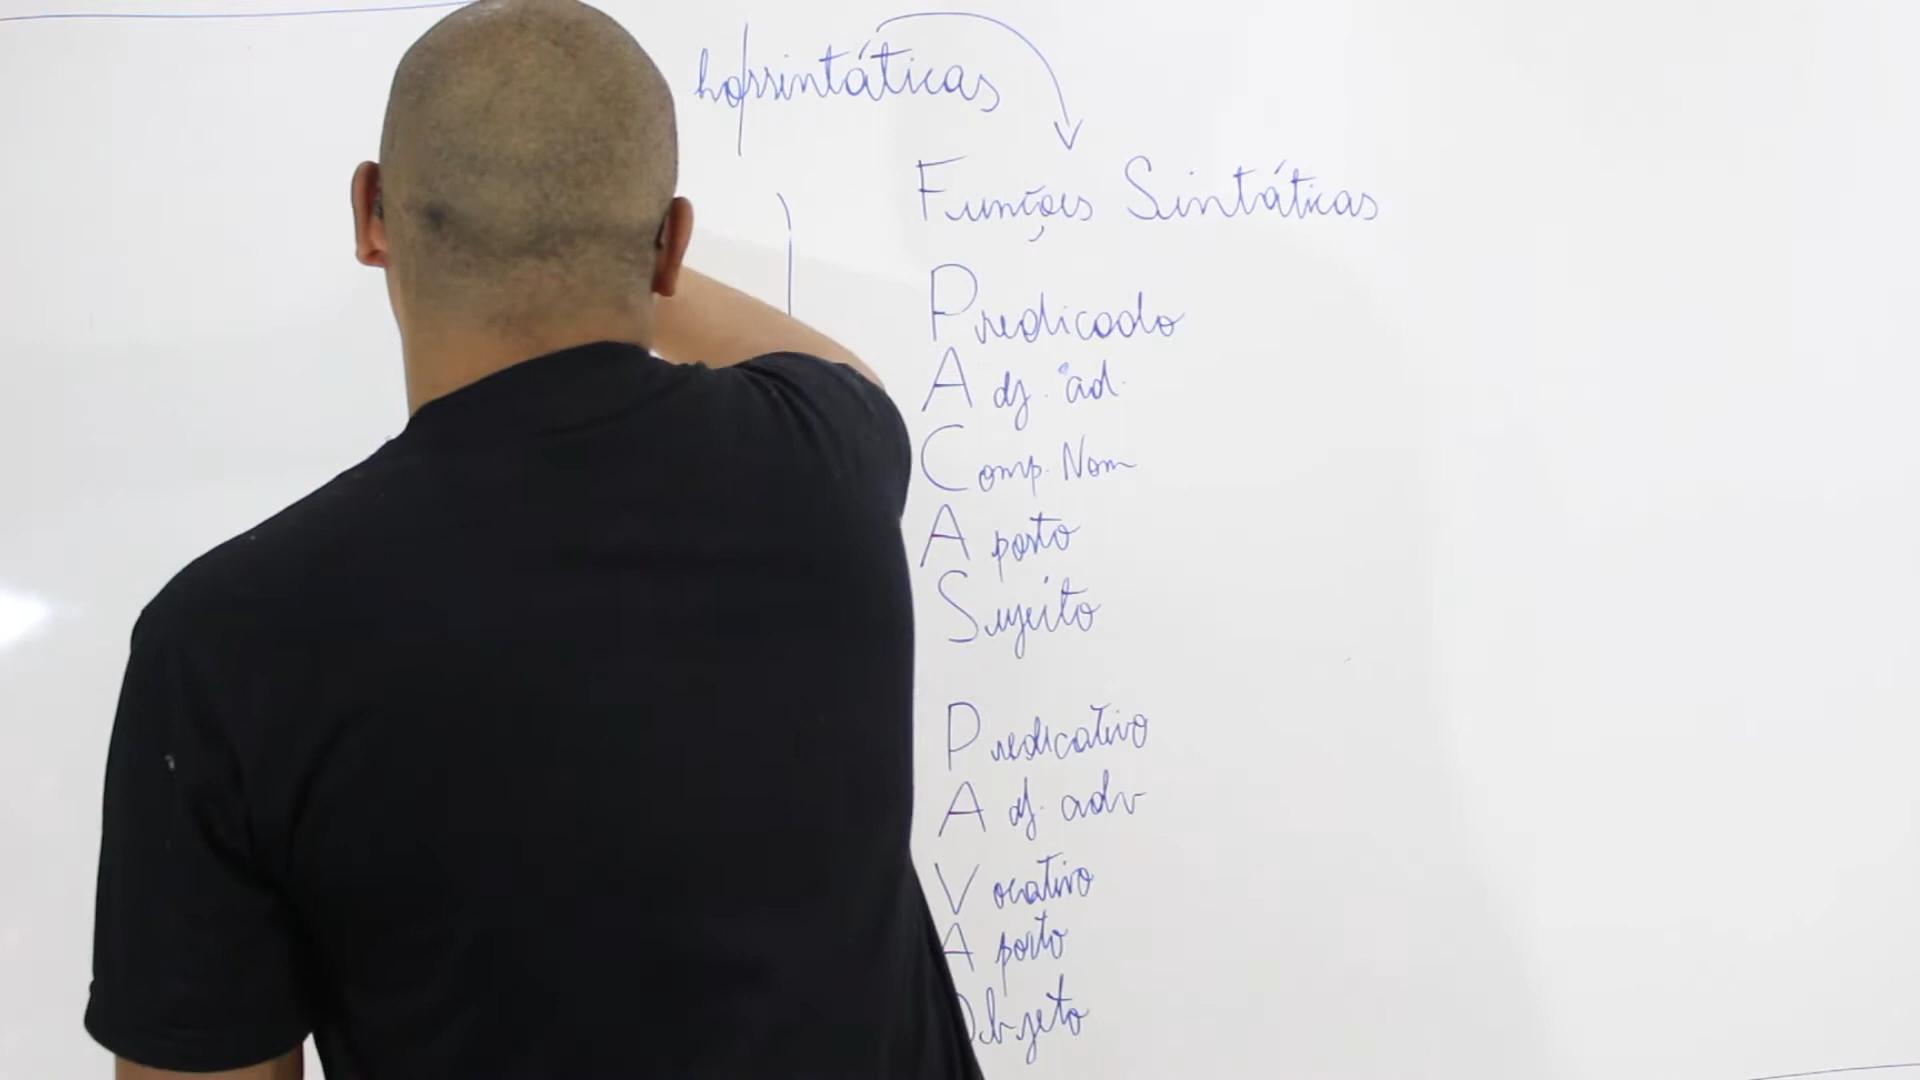 Funções Sintáticas
Predicado
Adj. ad.
Comp. Nom
Aposto
Sujeito
Predicativo
Adj. adv
Vocativo
Aposto
Objeto